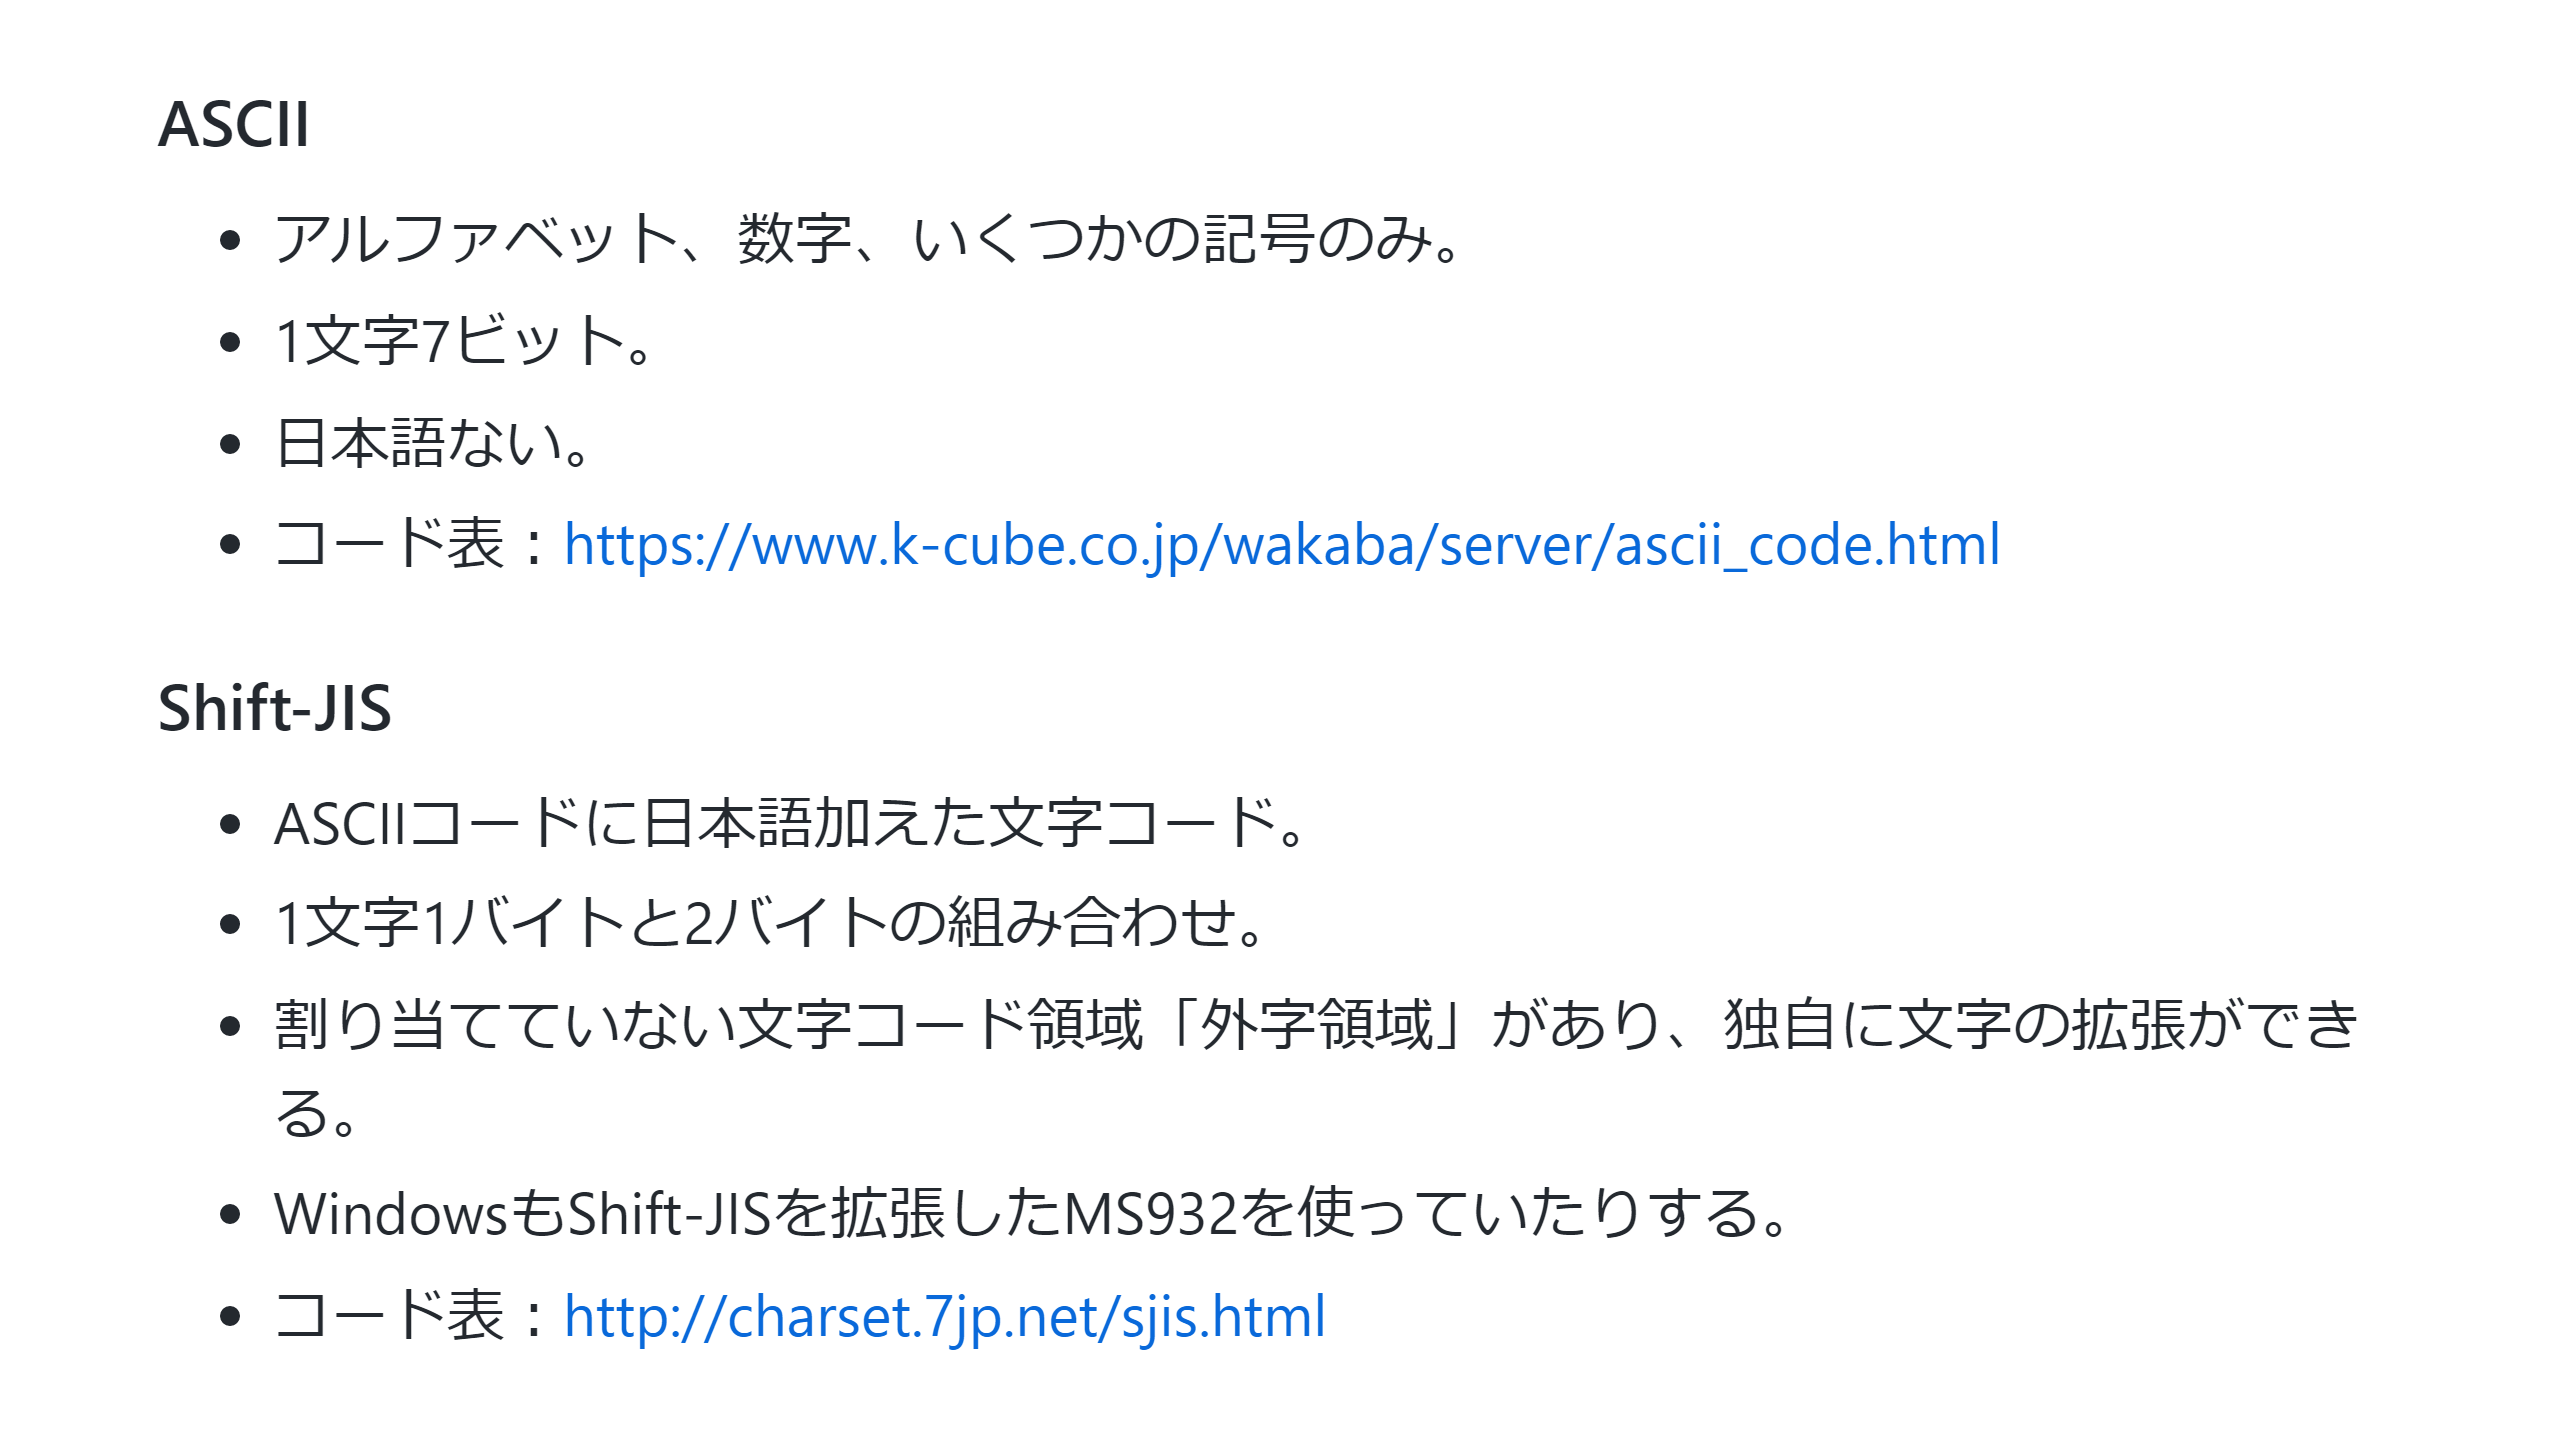 ASCII
• アルファベット、数字、いくつかの記号のみ。
• 1文字7ビット。
• 日本語ない。
• コード表：https://www.k-cube.co.jp/wakaba/server/ascii_code.html
Shift-JIS
• ASCIIコードに日本語加えた文字コード。
• 1文字1バイトと2バイトの組み合わせ。
• 割り当てていない文字コード領域「外字領域」があり、独自に文字の拡張ができ
る。
• WindowsもShift-JISを拡張したMS932を使っていたりする。
• コード表：http://charset.7jp.net/sjis.html